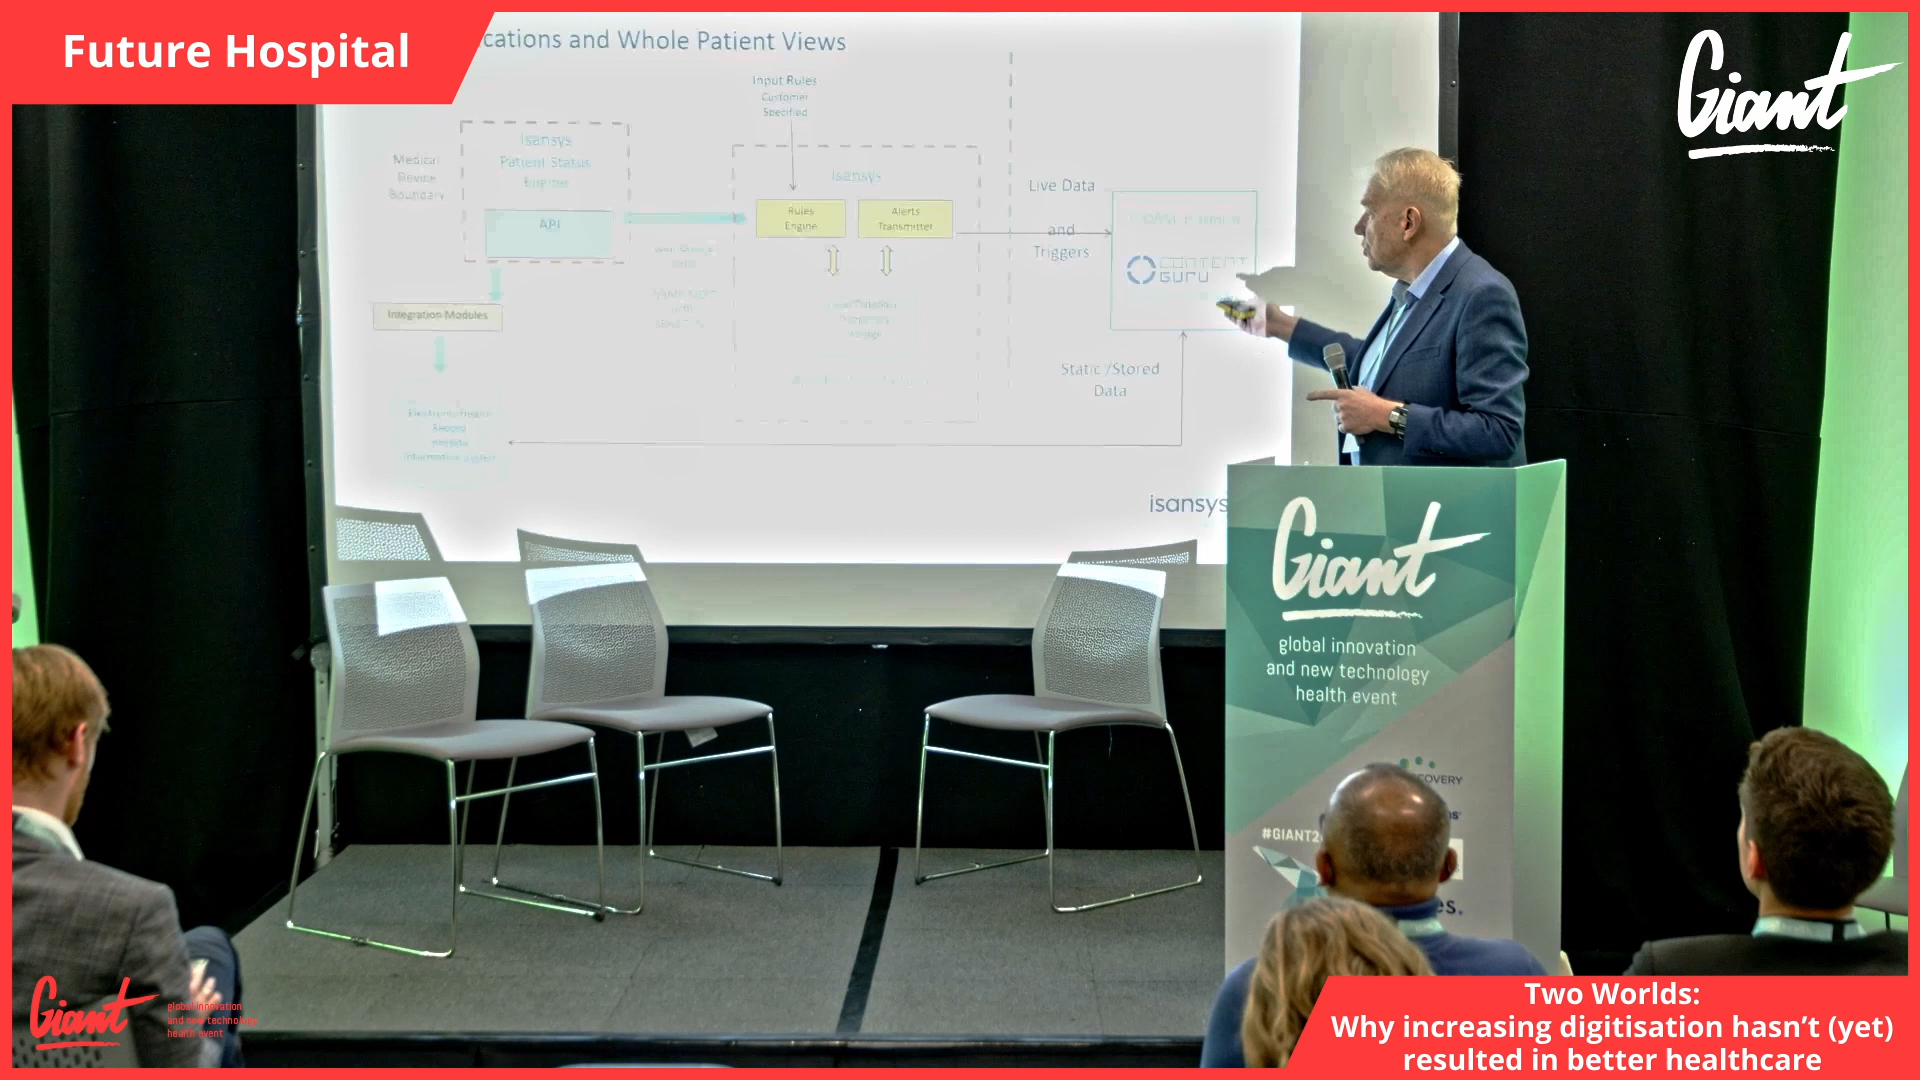 Future Hospital
cations and Whole Patient Views
Giant
Input Rules
Customer
Specified
Isansys
Patient Status
Engine
Medical
Device
Boundary
API
Isansys
Rules
Engine
Alerts
Transmitter
Live Data
and
Triggers
CONTENT
GURU
Integration Modules
Static /Stored
Data
isansys
Giant
global innovation
and new technology
health event
COVERY
#GIANT2
es.
Giant
global innovation
and new technology
health event
Two Worlds:
Why increasing digitisation hasn’t (yet)
resulted in better healthcare